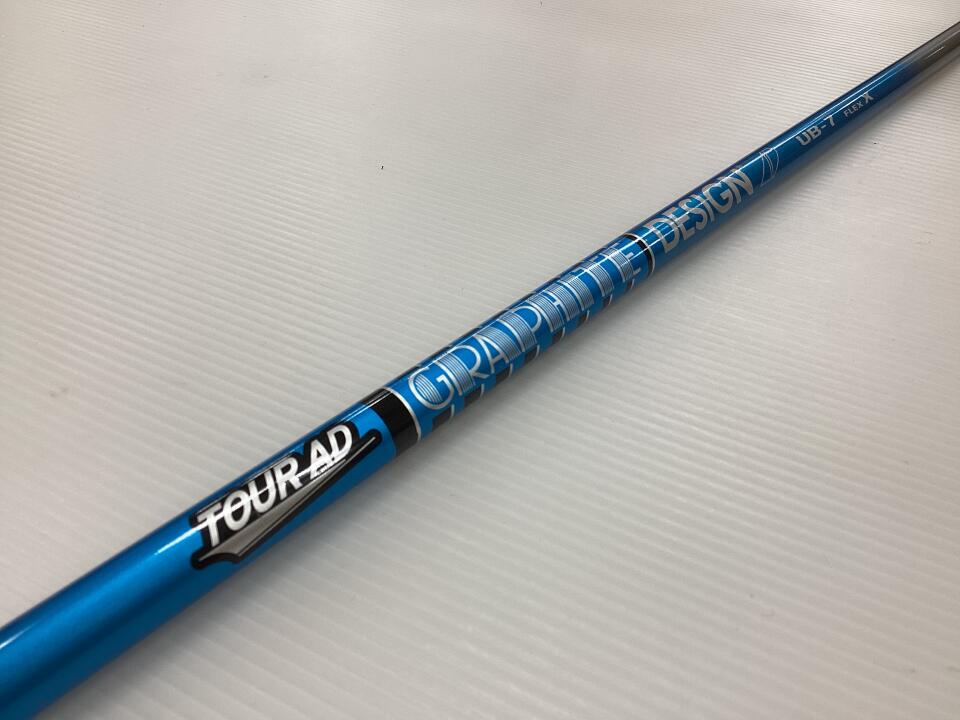 TOUR AD
GRAPHITE DESIGN
UB-7 FLEX X